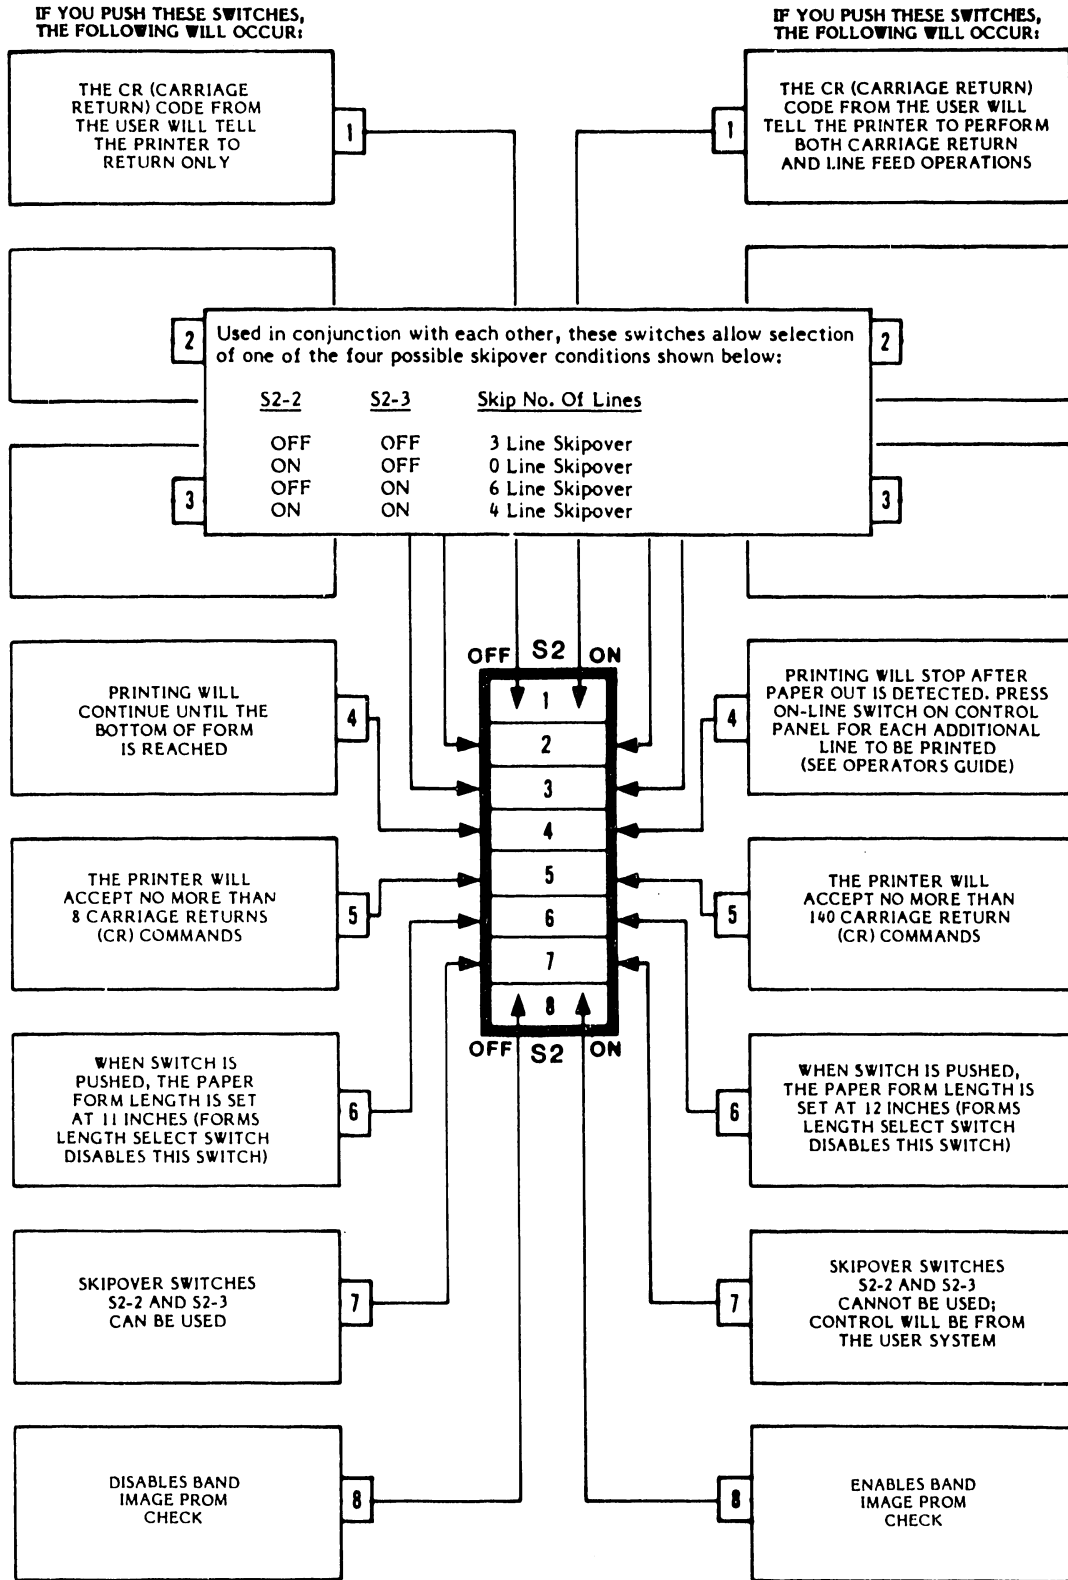 IF YOU PUSH THESE SWITCHES,
THE FOLLOWING WILL OCCUR:
IF YOU PUSH THESE SWITCHES,
THE FOLLOWING WILL OCCUR:
THE CR (CARRIAGE
RETURN) CODE FROM
THE USER WILL TELL
THE PRINTER TO
RETURN ONLY
1
1
THE CR (CARRIAGE RETURN)
CODE FROM THE USER WILL
TELL THE PRINTER TO PERFORM
BOTH CARRIAGE RETURN
AND LINE FEED OPERATIONS
2
Used in conjunction with each other, these switches allow selection
of one of the four possible skipover conditions shown below:
2
S2-2 S2-3 Skip No. Of Lines
OFF OFF 3 Line Skipover
ON OFF 0 Line Skipover
OFF ON 6 Line Skipover
ON ON 4 Line Skipover
3
3
OFF S2 ON
1
2
3
4
5
6
7
8
OFF S2 ON
PRINTING WILL
CONTINUE UNTIL THE
BOTTOM OF FORM
IS REACHED
4
4
PRINTING WILL STOP AFTER
PAPER OUT IS DETECTED. PRESS
ON-LINE SWITCH ON CONTROL
PANEL FOR EACH ADDITIONAL
LINE TO BE PRINTED
(SEE OPERATORS GUIDE)
THE PRINTER WILL
ACCEPT NO MORE THAN
8 CARRIAGE RETURNS
(CR) COMMANDS
5
5
THE PRINTER WILL
ACCEPT NO MORE THAN
140 CARRIAGE RETURN
(CR) COMMANDS
WHEN SWITCH IS
PUSHED, THE PAPER
FORM LENGTH IS SET
AT 11 INCHES (FORMS
LENGTH SELECT SWITCH
DISABLES THIS SWITCH)
6
6
WHEN SWITCH IS PUSHED,
THE PAPER FORM LENGTH IS
SET AT 12 INCHES (FORMS
LENGTH SELECT SWITCH
DISABLES THIS SWITCH)
SKIPOVER SWITCHES
S2-2 AND S2-3
CAN BE USED
7
7
SKIPOVER SWITCHES
S2-2 AND S2-3
CANNOT BE USED;
CONTROL WILL BE FROM
THE USER SYSTEM
DISABLES BAND
IMAGE PROM
CHECK
8
8
ENABLES BAND
IMAGE PROM
CHECK